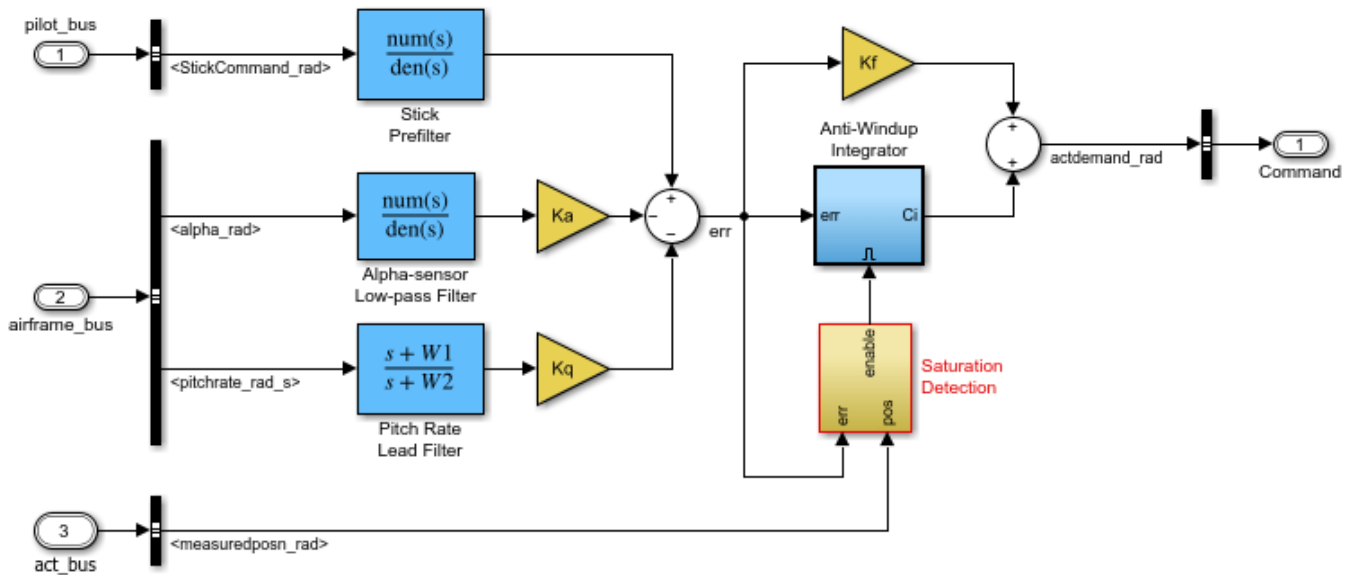 pilot_bus
1
<StickCommand_rad>
num(s)
den(s)
Stick
Prefilter
Kf
Anti-Windup
Integrator
err
Ci
+
+
actdemand_rad
1
Command
<alpha_rad>
num(s)
den(s)
Alpha-sensor
Low-pass Filter
Ka
+
−
−
err
2
airframe_bus
<pitchrate_rad_s>
s + W1
s + W2
Pitch Rate
Lead Filter
Kq
enable
err
pos
Saturation
Detection
3
act_bus
<measuredposn_rad>